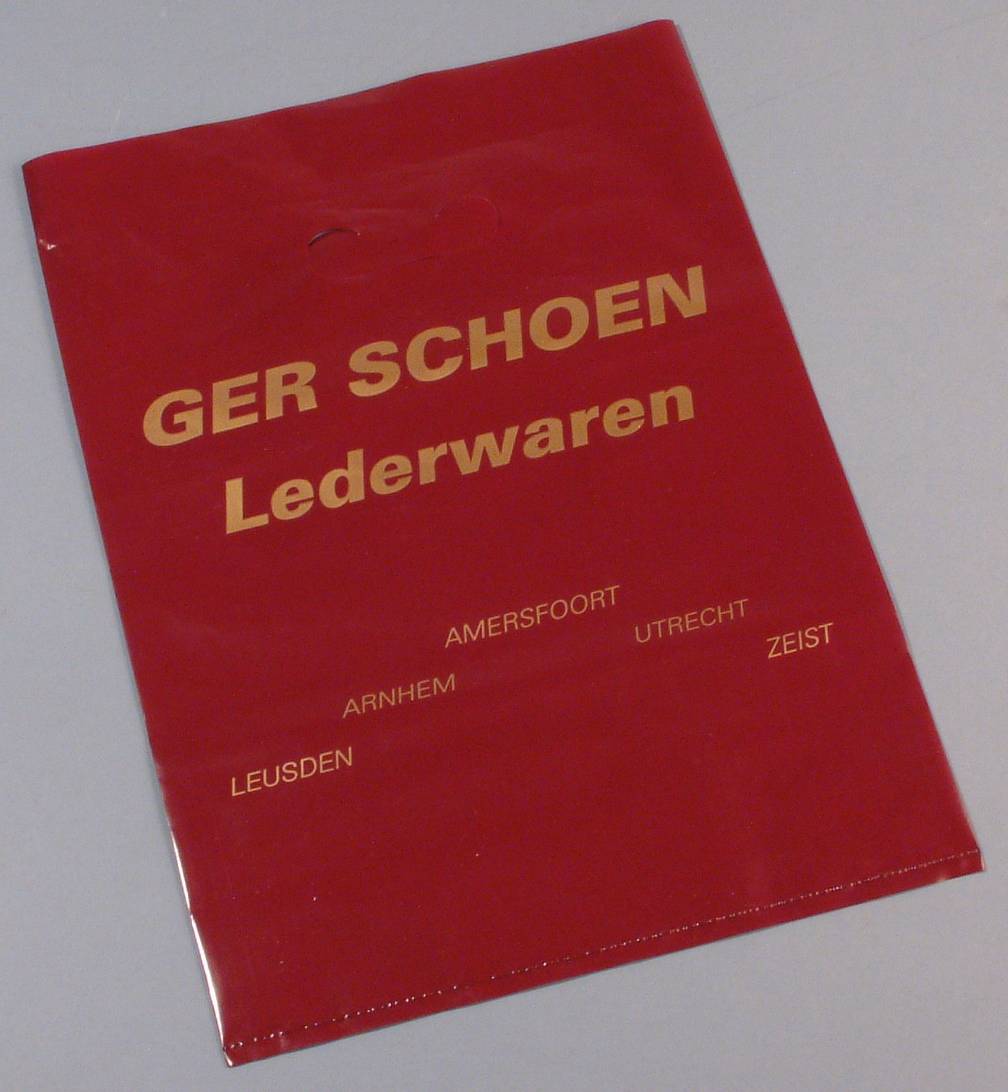 GER SCHOEN
Lederwaren
AMERSFOORT
UTRECHT
ZEIST
ARNHEM
LEUSDEN